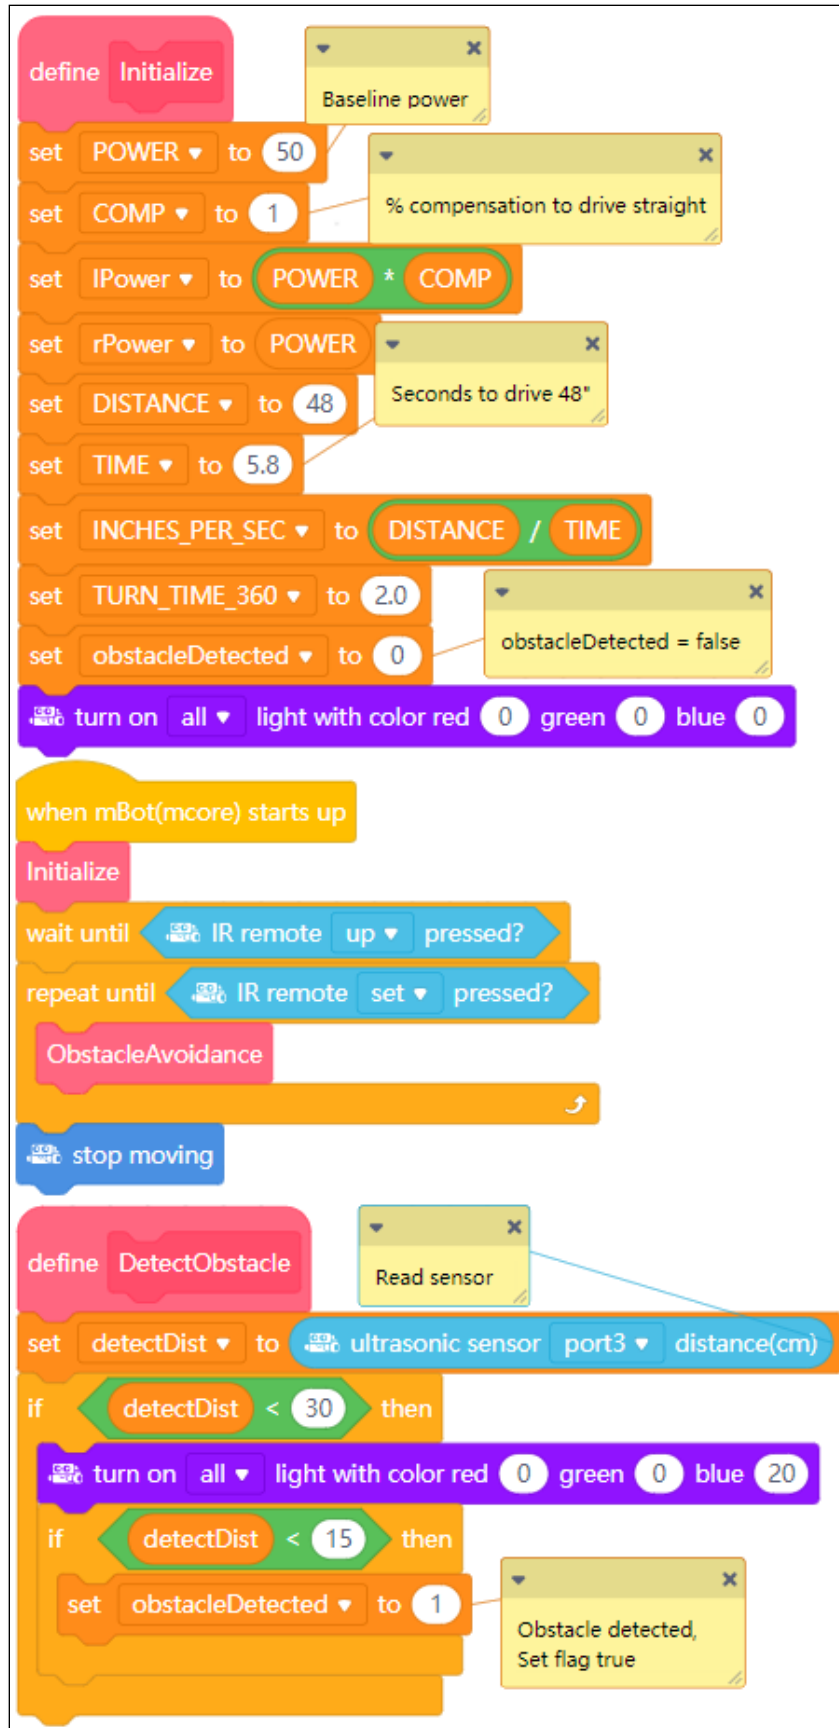 define Initialize
Baseline power
set POWER to 50
% compensation to drive straight
set COMP to 1
set lPower to POWER * COMP
set rPower to POWER
Seconds to drive 48"
set DISTANCE to 48
set TIME to 5.8
set INCHES_PER_SEC to DISTANCE / TIME
set TURN_TIME_360 to 2.0
obstacleDetected = false
set obstacleDetected to 0
turn on all light with color red 0 green 0 blue 0
when mBot(mcore) starts up
Initialize
wait until IR remote up pressed?
repeat until IR remote set pressed?
ObstacleAvoidance
stop moving
define DetectObstacle
Read sensor
set detectDist to ultrasonic sensor port3 distance(cm)
if detectDist < 30 then
turn on all light with color red 0 green 0 blue 20
if detectDist < 15 then
set obstacleDetected to 1
Obstacle detected,
Set flag true